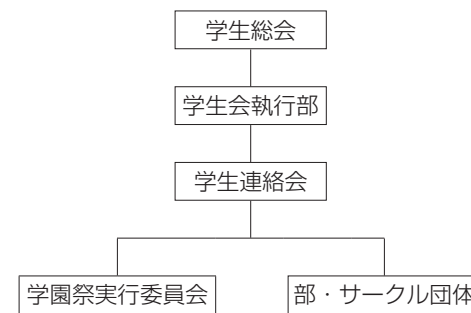 学生総会
学生会執行部
学生連絡会
学園祭実行委員会
部・サークル団体